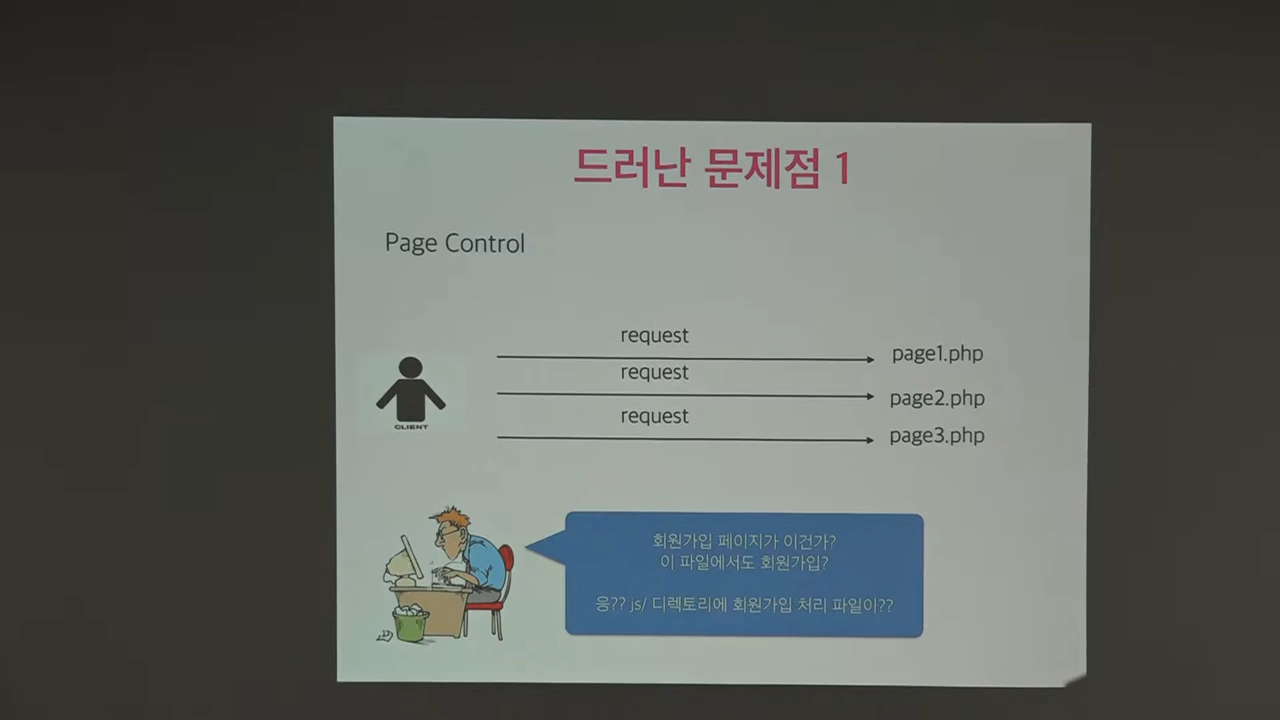 드러난 문제점 1
Page Control
request
page1.php
request
page2.php
request
page3.php
CLIENT
회원가입 페이지가 이건가?
이 파일에서도 회원가입?
응?? js/ 디렉토리에 회원가입 처리 파일이??